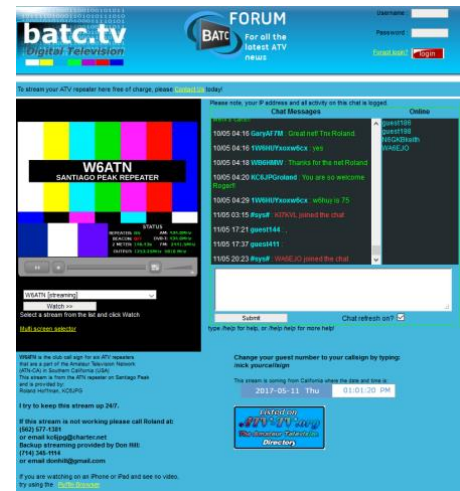 batc.tv
Digital Television
BATC
FORUM
For all the
latest ATV
news
Username
Password
Forgot login?
login
To stream your ATV repeater here free of charge, please Contact Us today!
Please note, your IP address and all activity on this chat is logged.
Chat Messages
Online
10/05 04:16 GaryAF7M : Great net! Tnx Roland.
10/05 04:16 1W6HUYxoxw6cx : yes
10/05 04:18 WB6HMW : Thanks for the net Roland
10/05 04:20 KC6JPGroland : You are so welcome
Roger!!
10/05 04:29 1W6HUYxoxw6cx : w6huy is 75
11/05 03:15 #sys# : KI7KVL joined the chat
11/05 17:21 guest144 : ,
11/05 17:37 guest411 :
11/05 20:23 #sys# : WA6EJO joined the chat
guest186
guest198
WA6EJO
W6ATN
SANTIAGO PEAK REPEATER
STATUS
W6ATN [streaming]
Watch >>
Select a stream from the list and click Watch
Multi screen selector
Submit
Chat refresh on?
type /help for help, or /help help for more help!
W6ATN is the club call sign for six ATV repeaters
that are a part of the Amateur Television Network
(ATN-CA) in Southern California (USA)
This stream is from the ATN repeater on Santiago Peak
and is provided by:
Roland Hoffman, KC6JPG
I try to keep this stream up 24/7.
If this stream is not working please call Roland at:
(562) 577-1381
or email kc6jpg@charter.net
Backup streaming provided by Don Hill:
(714) 345-1114
or email donhill@gmail.com
If you are watching on an iPhone or iPad and see no video,
try using the Puffin Browser
Change your guest number to your callsign by typing:
/nick yourcallsign
This stream is coming from California where the date and time is:
2017-05-11 Thu
01:01:20 PM
Listed on
ATV-TV.org
The Amateur Television
Directory